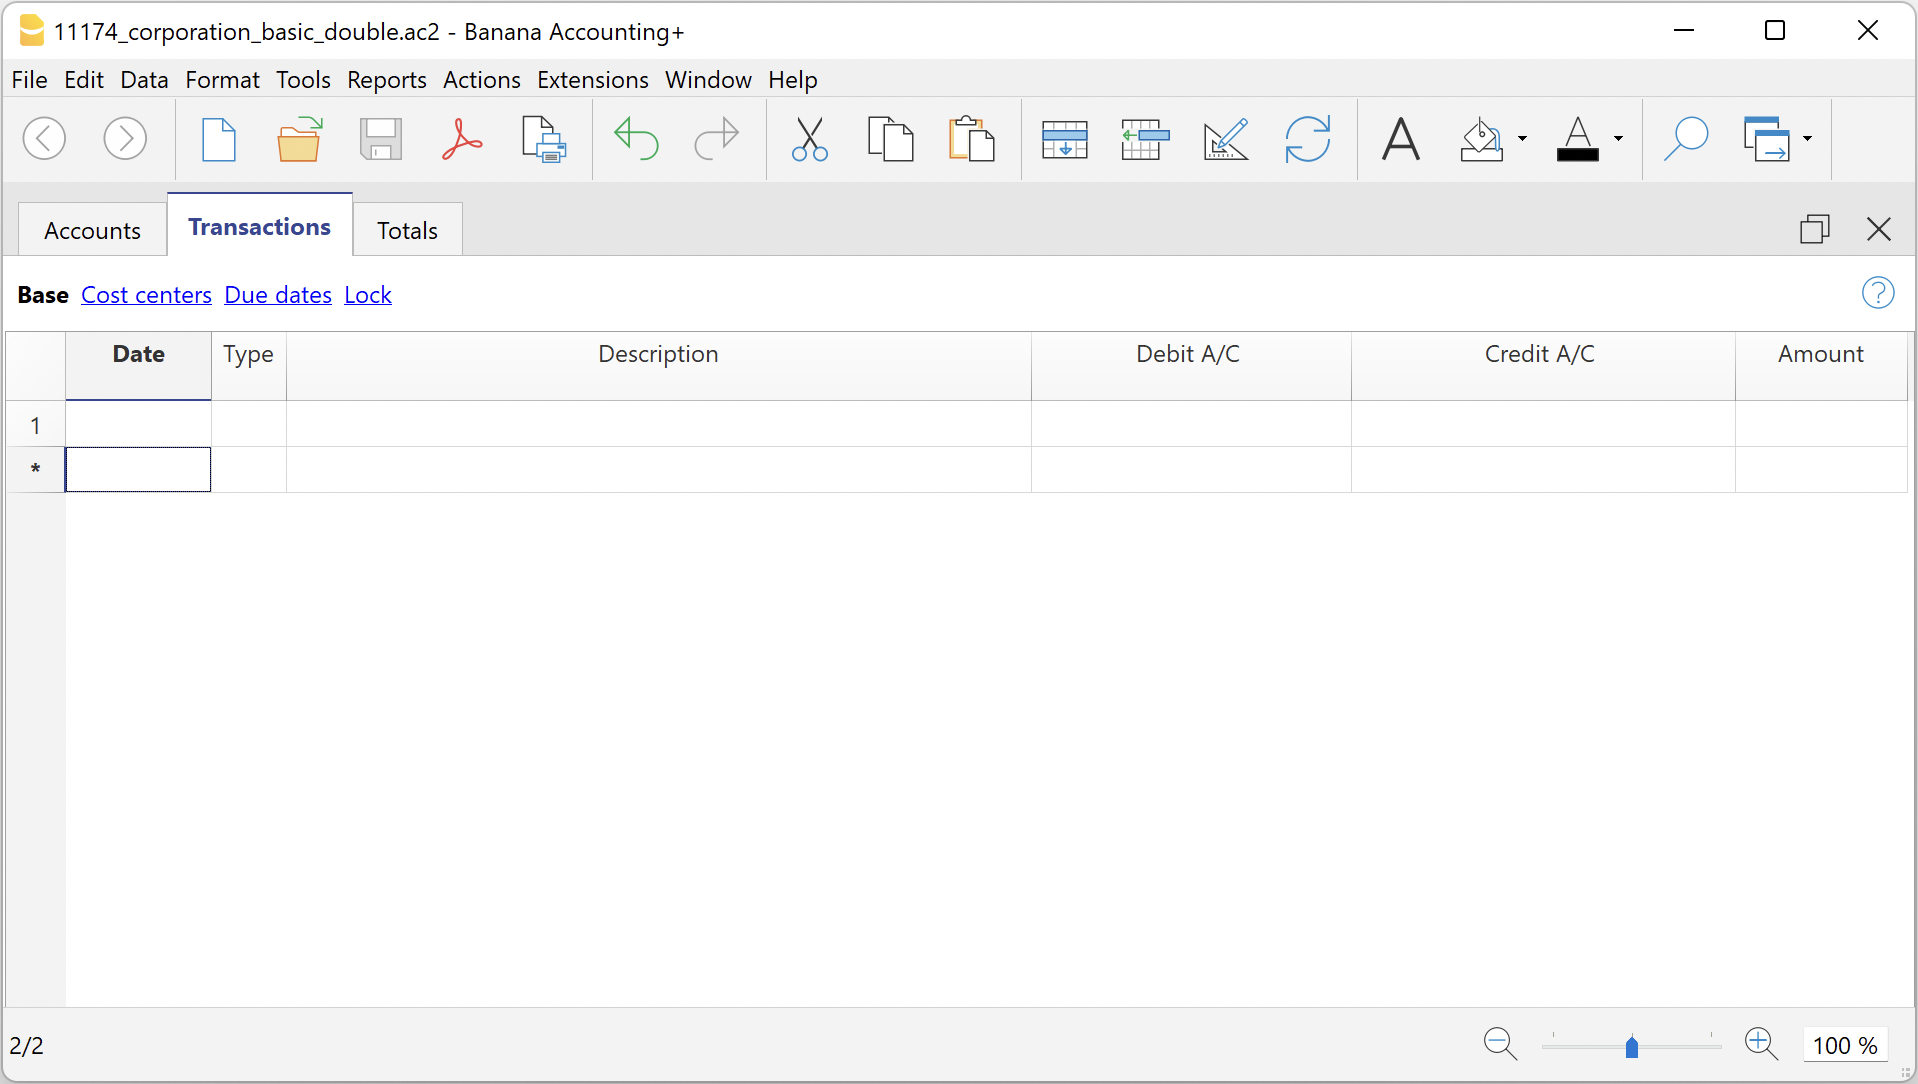 11174_corporation_basic_double.ac2 - Banana Accounting+
File Edit Data Format Tools Reports Actions Extensions Window Help
Accounts Transactions Totals
Base Cost centers Due dates Lock
Date Type Description Debit A/C Credit A/C Amount
1
*
2/2 100 %